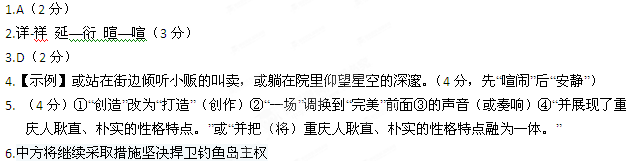 1.A（2 分）
2.详-祥 延—衍 暄—喧（3 分）
3.D（2 分）
4.【示例】或站在街边倾听小贩的叫卖，或躺在院里仰望星空的深邃。（4 分，先“喧闹”后“安静”）
5. （4 分）①“创造”改为“打造”（创作）②“一场”调换到“完美”前面③的声音（或奏响）④“并展现了重
庆人耿直、朴实的性格特点。”或“并把（将）重庆人耿直、朴实的性格特点融为一体。”
6.中方将继续采取措施坚决捍卫钓鱼岛主权